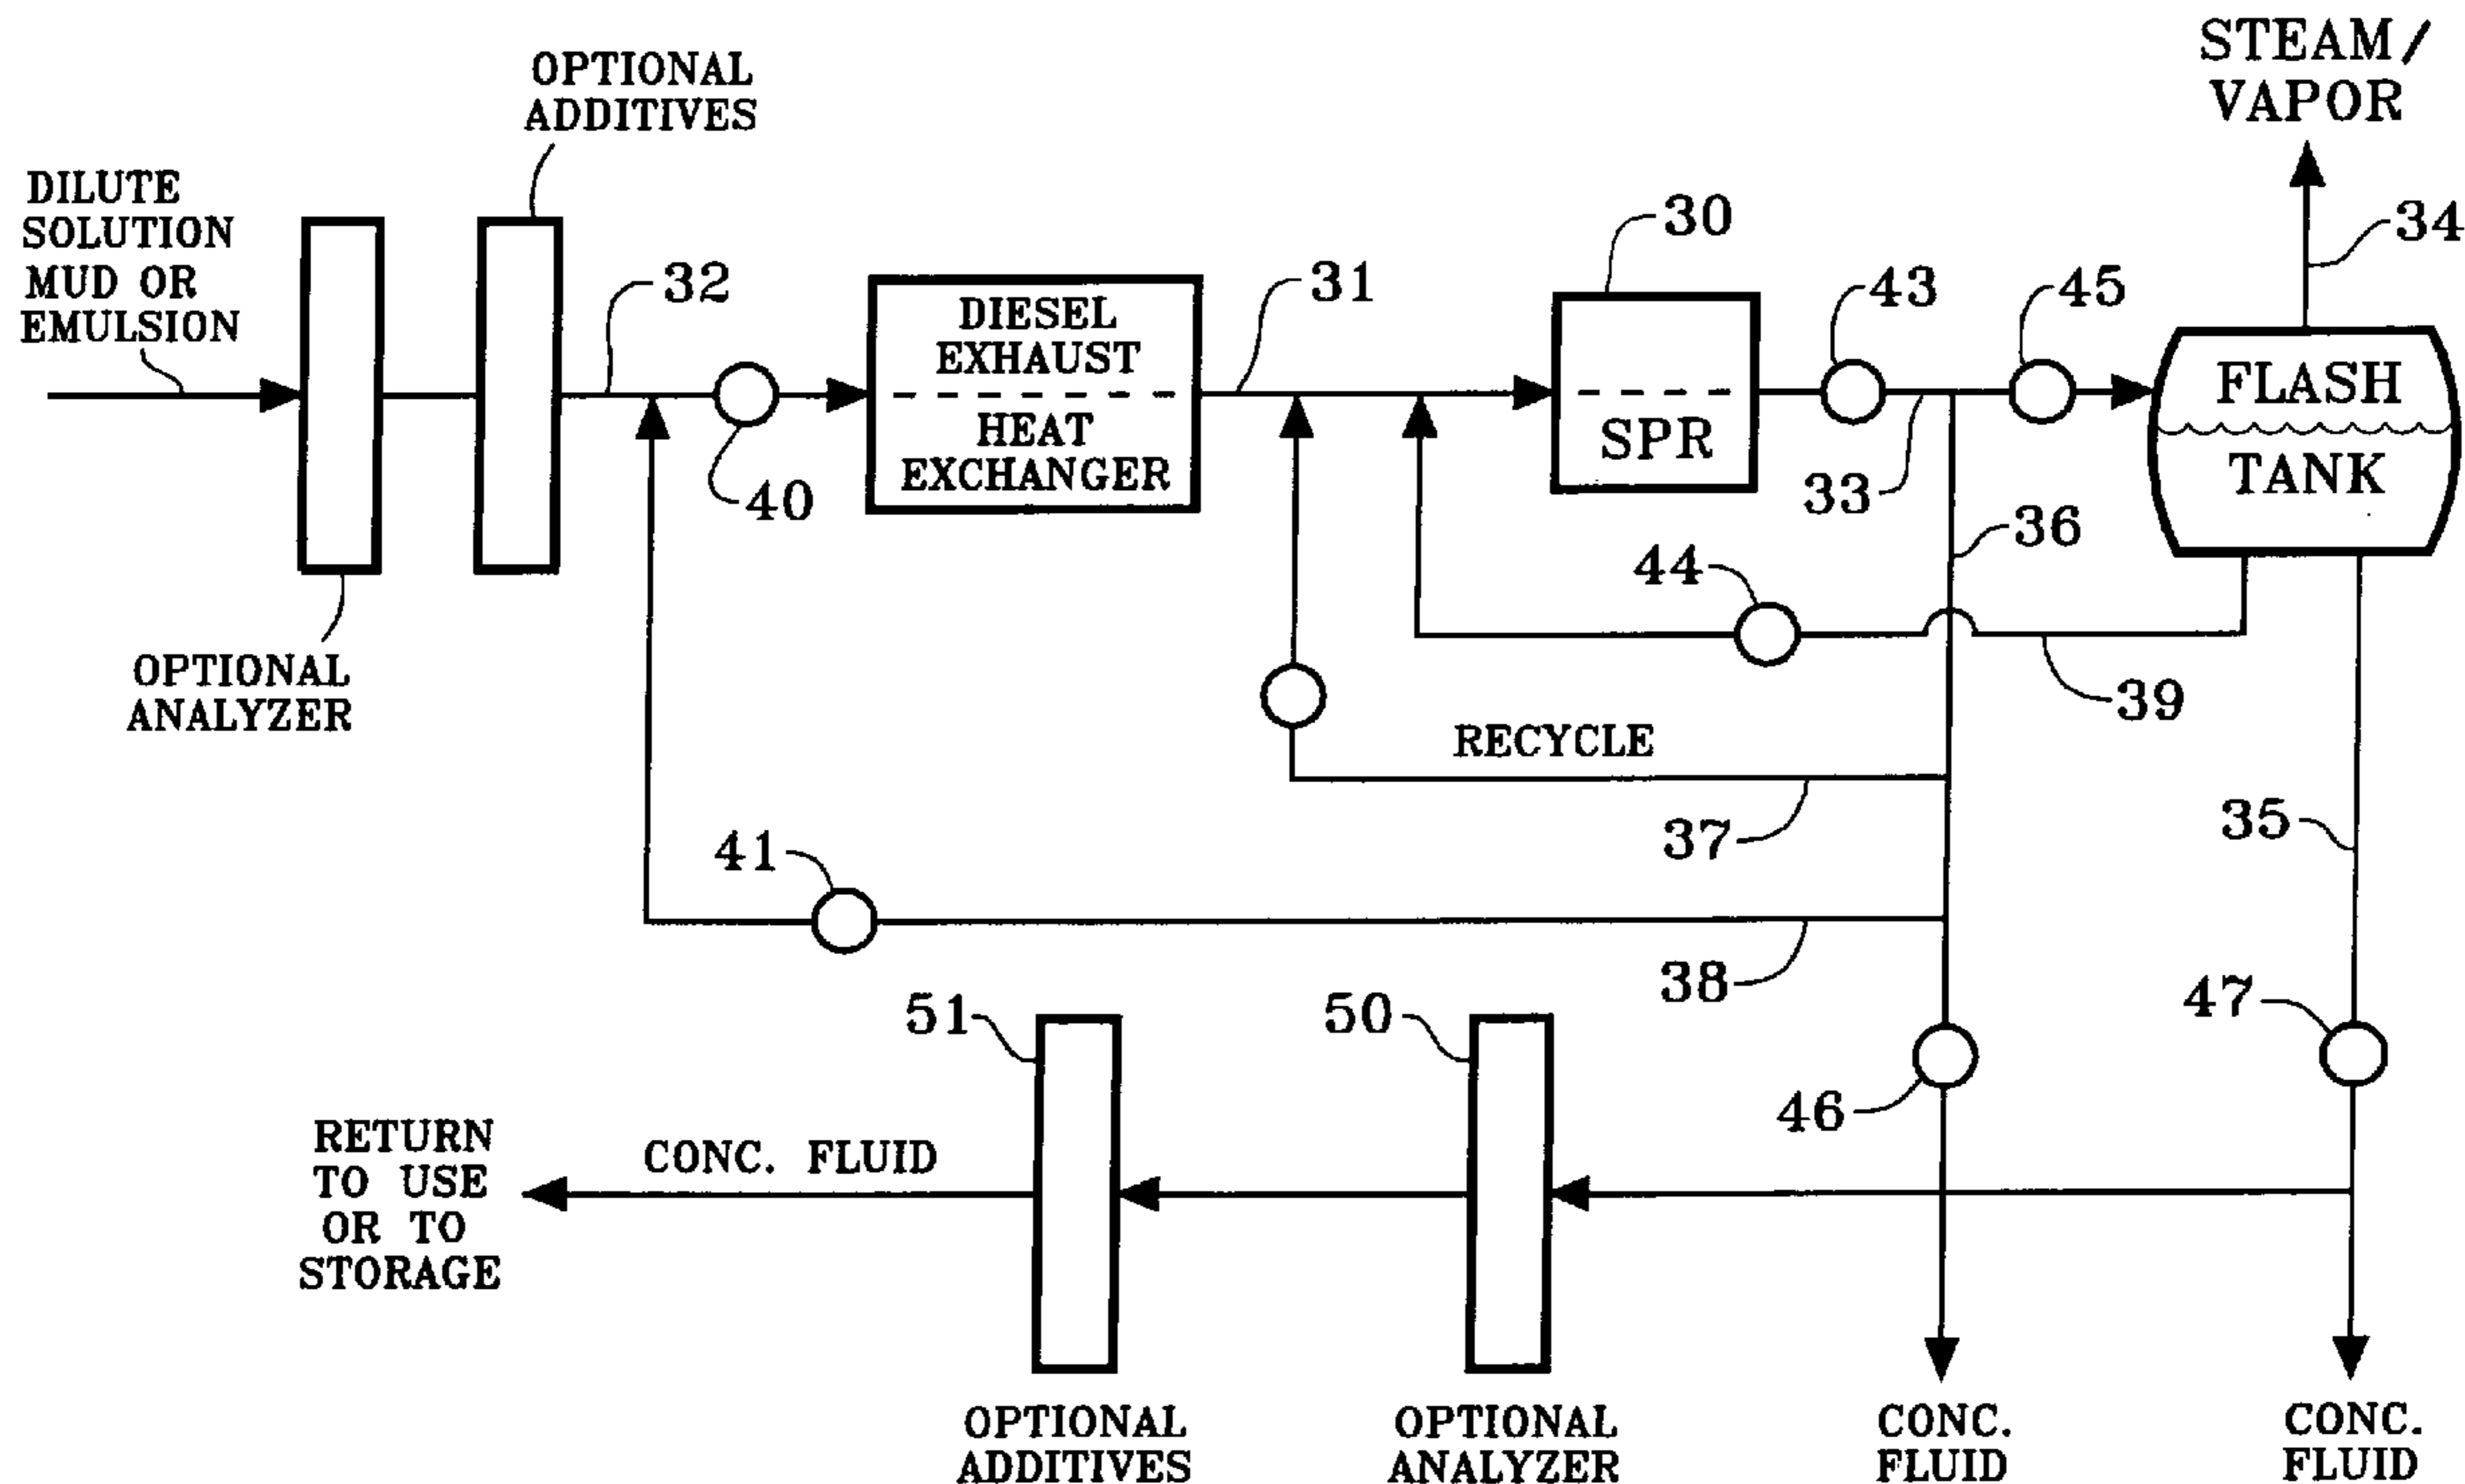 STEAM/
VAPOR
OPTIONAL
ADDITIVES
DILUTE
SOLUTION
MUD OR
EMULSION
32
31
30
43
45
34
DIESEL
EXHAUST
HEAT
EXCHANGER
SPR
FLASH
TANK
40
33
36
44
39
OPTIONAL
ANALYZER
RECYCLE
37
35
41
38
51
50
47
46
RETURN
TO USE
OR TO
STORAGE
CONC. FLUID
OPTIONAL
ADDITIVES
OPTIONAL
ANALYZER
CONC.
FLUID
CONC.
FLUID